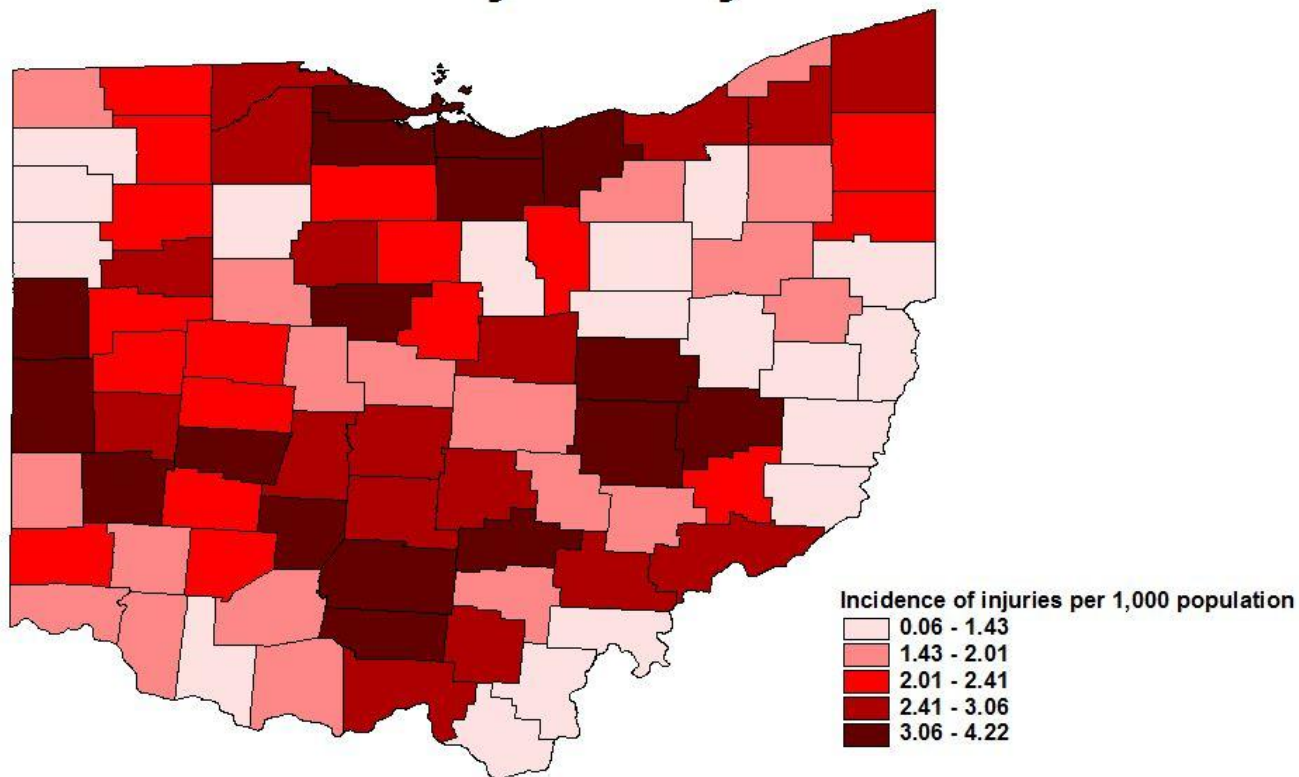 Incidence of injuries per 1,000 population
0.06 - 1.43
1.43 - 2.01
2.01 - 2.41
2.41 - 3.06
3.06 - 4.22